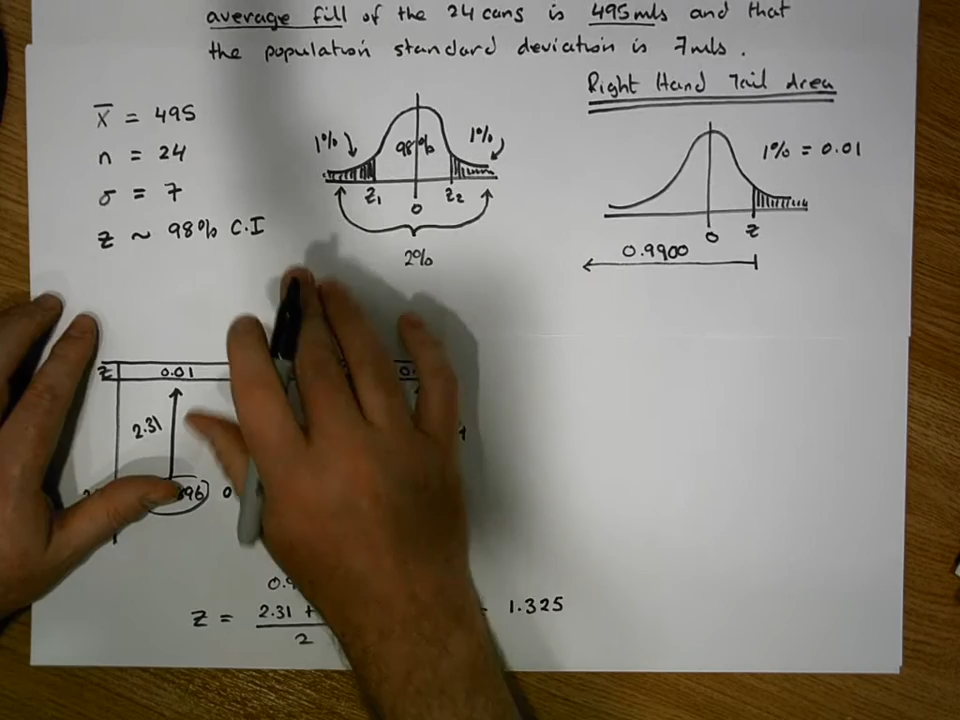 average fill of the 24 cans is 495mls and that
the population standard deviation is 7mls.
Right Hand Tail Area
x̄ = 495
n = 24
σ = 7
z ~ 98% C.I
1% 98% 1%
z1 0 z2
2%
1% = 0.01
0 z
0.9900
z 0.01
2.31
0
z = 2.31 +
2
1.325